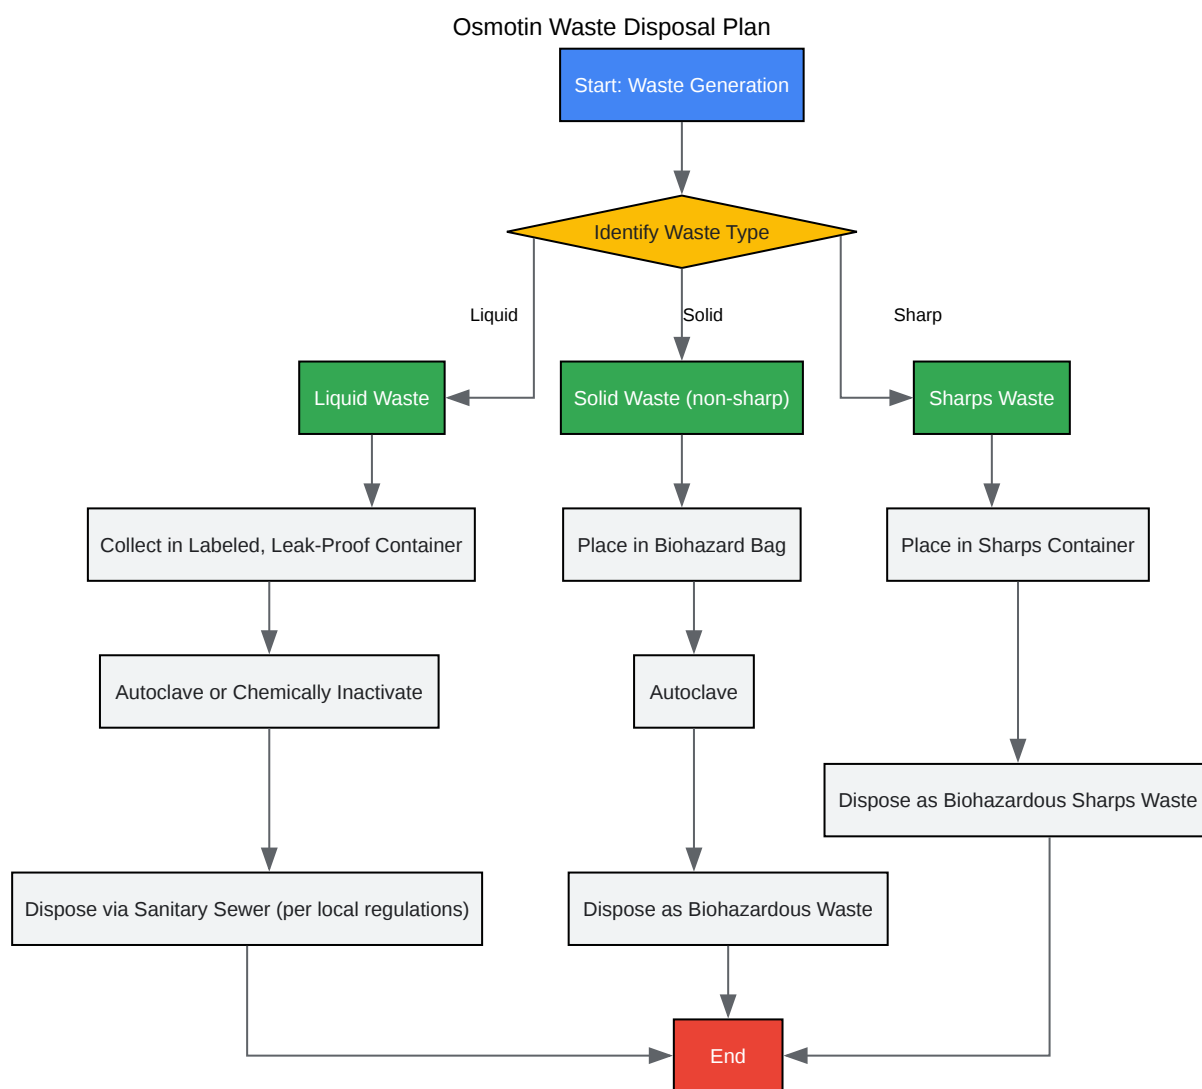 Osmotin Waste Disposal Plan
Start: Waste Generation
Identify Waste Type
Liquid
Solid
Sharp
Liquid Waste
Solid Waste (non-sharp)
Sharps Waste
Collect in Labeled, Leak-Proof Container
Place in Biohazard Bag
Place in Sharps Container
Autoclave or Chemically Inactivate
Autoclave
Dispose as Biohazardous Sharps Waste
Dispose via Sanitary Sewer (per local regulations)
Dispose as Biohazardous Waste
End